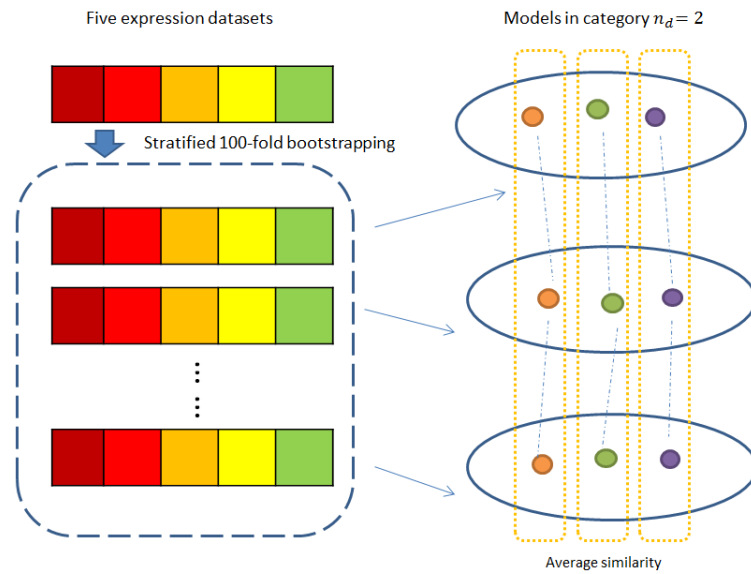 Five expression datasets
Models in category n_d = 2
Stratified 100-fold bootstrapping
Average similarity